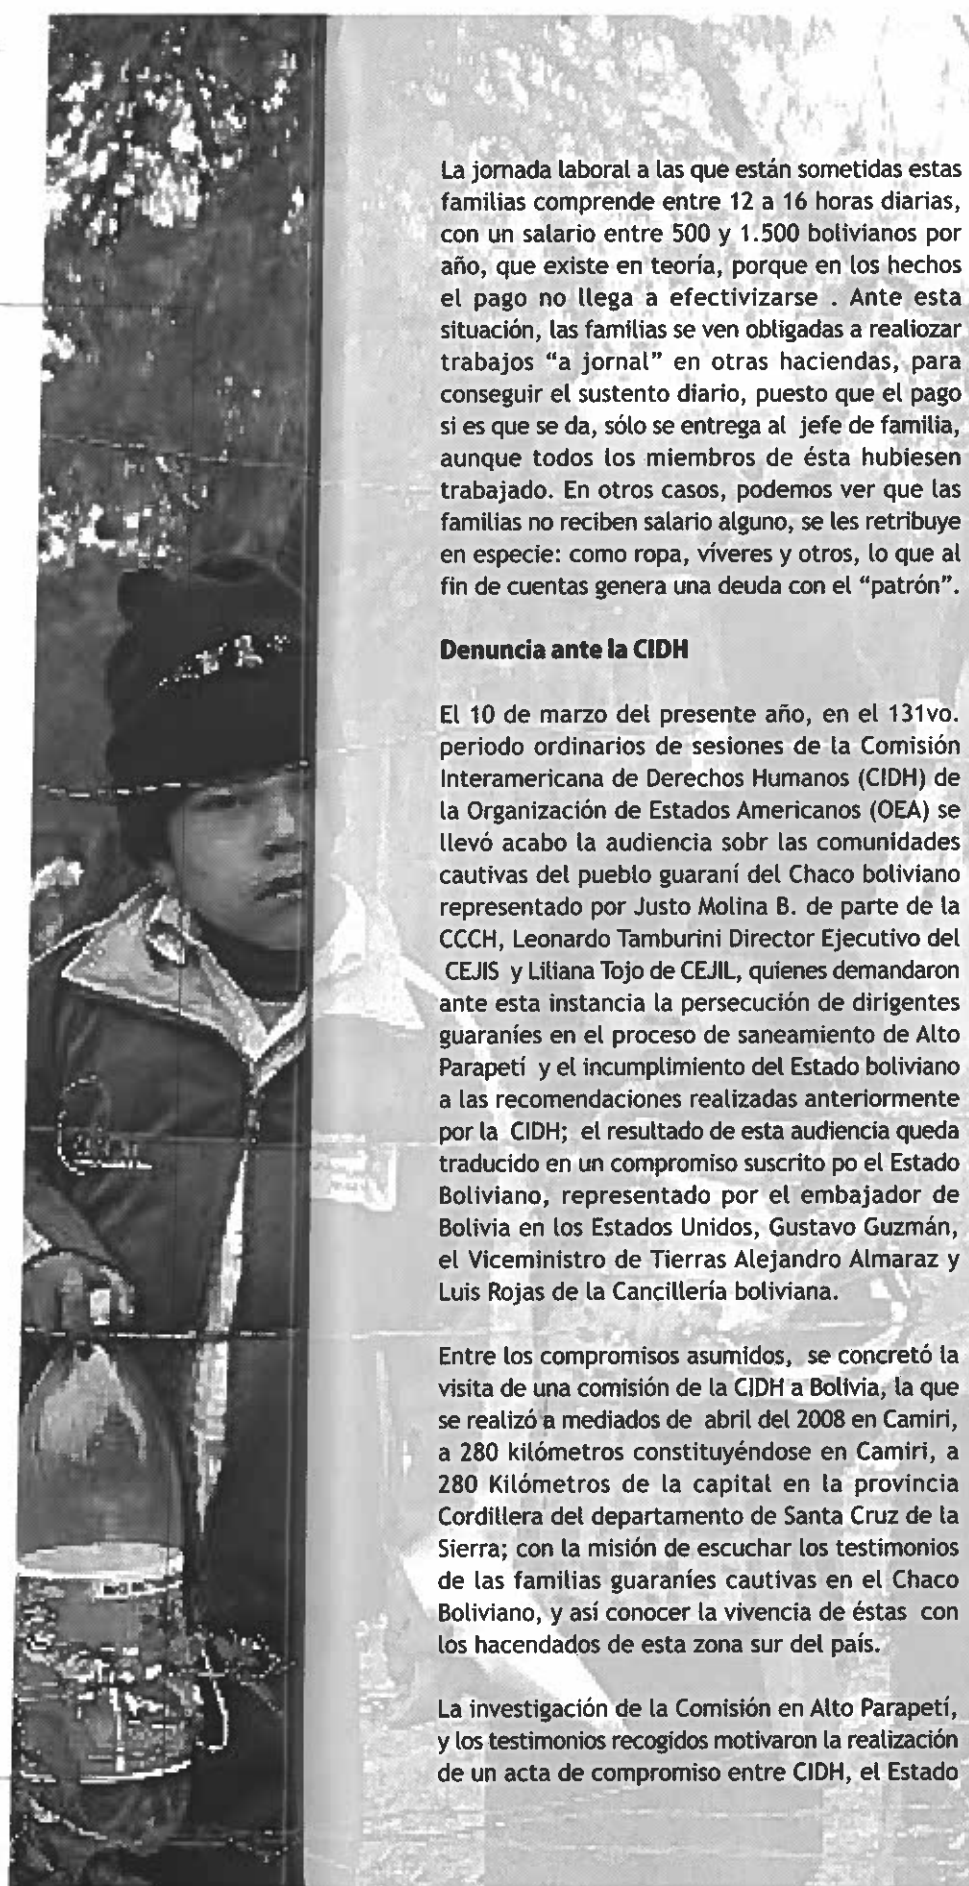 La jornada laboral a las que están sometidas estas
familias comprende entre 12 a 16 horas diarias,
con un salario entre 500 y 1.500 bolivianos por
año, que existe en teoría, porque en los hechos
el pago no llega a efectivizarse . Ante esta
situación, las familias se ven obligadas a realiozar
trabajos “a jornal” en otras haciendas, para
conseguir el sustento diario, puesto que el pago
si es que se da, sólo se entrega al jefe de familia,
aunque todos los miembros de ésta hubiesen
trabajado. En otros casos, podemos ver que las
familias no reciben salario alguno, se les retribuye
en especie: como ropa, víveres y otros, lo que al
fin de cuentas genera una deuda con el “patrón”.
Denuncia ante la CIDH
El 10 de marzo del presente año, en el 131vo.
periodo ordinarios de sesiones de la Comisión
Interamericana de Derechos Humanos (CIDH) de
la Organización de Estados Americanos (OEA) se
llevó acabo la audiencia sobr las comunidades
cautivas del pueblo guaraní del Chaco boliviano
representado por Justo Molina B. de parte de la
CCCH, Leonardo Tamburini Director Ejecutivo del
CEJIS y Liliana Tojo de CEJIL, quienes demandaron
ante esta instancia la persecución de dirigentes
guaraníes en el proceso de saneamiento de Alto
Parapetí y el incumplimiento del Estado boliviano
a las recomendaciones realizadas anteriormente
por la CIDH; el resultado de esta audiencia queda
traducido en un compromiso suscrito po el Estado
Boliviano, representado por el embajador de
Bolivia en los Estados Unidos, Gustavo Guzmán,
el Viceministro de Tierras Alejandro Almaraz y
Luis Rojas de la Cancillería boliviana.
Entre los compromisos asumidos, se concretó la
visita de una comisión de la CIDH a Bolivia, la que
se realizó a mediados de abril del 2008 en Camiri,
a 280 kilómetros constituyéndose en Camiri, a
280 Kilómetros de la capital en la provincia
Cordillera del departamento de Santa Cruz de la
Sierra; con la misión de escuchar los testimonios
de las familias guaraníes cautivas en el Chaco
Boliviano, y así conocer la vivencia de éstas con
los hacendados de esta zona sur del país.
La investigación de la Comisión en Alto Parapetí,
y los testimonios recogidos motivaron la realización
de un acta de compromiso entre CIDH, el Estado